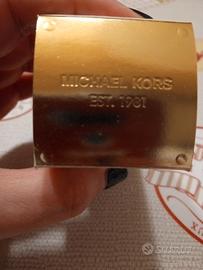 MICHAEL KORS
EST. 1981